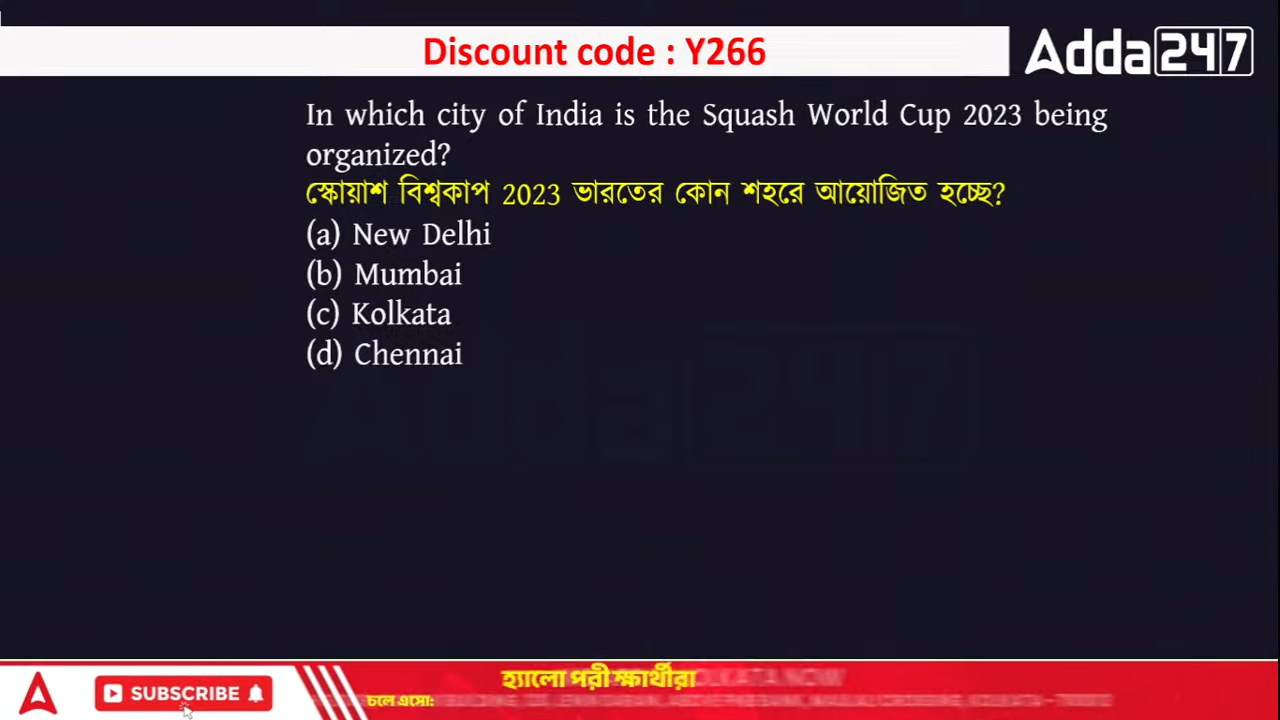 Discount code : Y266
Adda247
In which city of India is the Squash World Cup 2023 being
organized?
স্কোয়াশ বিশ্বকাপ 2023 ভারতের কোন শহরে আয়োজিত হচ্ছে?
(a) New Delhi
(b) Mumbai
(c) Kolkata
(d) Chennai
Adda247
হ্যালো পরীক্ষার্থীরা
SUBSCRIBE
চলে এসো: